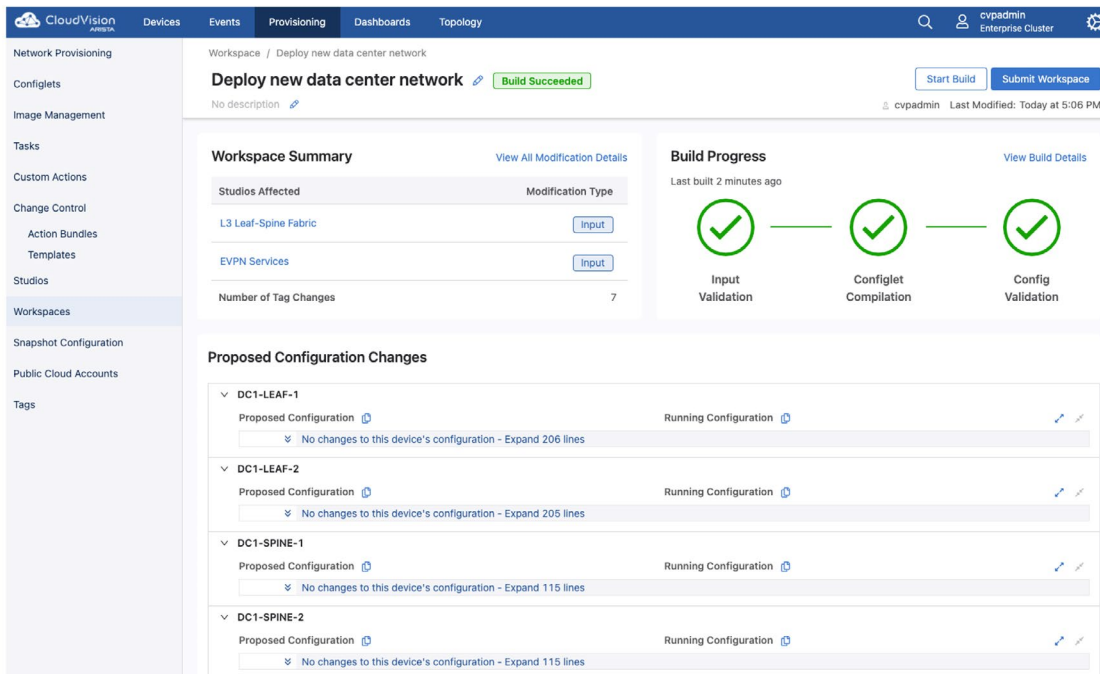 CloudVision
ARISTA
Devices
Events
Provisioning
Dashboards
Topology
cvpadmin
Enterprise Cluster
Network Provisioning
Configlets
Image Management
Tasks
Custom Actions
Change Control
Action Bundles
Templates
Studios
Workspaces
Snapshot Configuration
Public Cloud Accounts
Tags
Workspace / Deploy new data center network
Deploy new data center network Build Succeeded
Start Build Submit Workspace
No description
cvpadmin Last Modified: Today at 5:06 PM
Workspace Summary View All Modification Details
Studios Affected Modification Type
L3 Leaf-Spine Fabric Input
EVPN Services Input
Number of Tag Changes 7
Build Progress View Build Details
Last built 2 minutes ago
Input Validation
Configlet Compilation
Config Validation
Proposed Configuration Changes
DC1-LEAF-1
Proposed Configuration Running Configuration
No changes to this device's configuration - Expand 206 lines
DC1-LEAF-2
Proposed Configuration Running Configuration
No changes to this device's configuration - Expand 205 lines
DC1-SPINE-1
Proposed Configuration Running Configuration
No changes to this device's configuration - Expand 115 lines
DC1-SPINE-2
Proposed Configuration Running Configuration
No changes to this device's configuration - Expand 115 lines